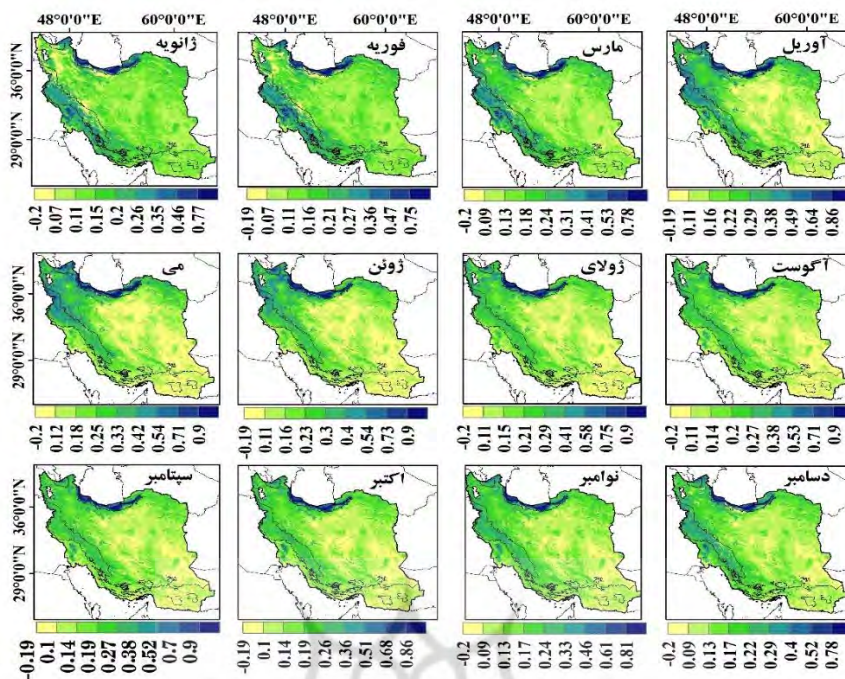 48°0'0"E 60°0'0"E 48°0'0"E 60°0'0"E
ژانویه فوریه مارس آوریل
36°0'0"N
29°0'0"N
-0.2 0.07 0.11 0.15 0.2 0.26 0.35 0.46 0.77
-0.19 0.07 0.11 0.16 0.21 0.27 0.36 0.47 0.75
-0.2 0.09 0.13 0.18 0.24 0.31 0.41 0.53 0.78
-0.19 0.11 0.16 0.22 0.29 0.38 0.49 0.64 0.86
می ژوئن ژولای آگوست
36°0'0"N
29°0'0"N
-0.2 0.12 0.18 0.25 0.33 0.42 0.54 0.71 0.9
-0.19 0.11 0.16 0.23 0.3 0.4 0.54 0.73 0.9
-0.2 0.11 0.15 0.21 0.29 0.41 0.58 0.75 0.9
-0.2 0.11 0.14 0.2 0.27 0.38 0.53 0.71 0.9
سپتامبر اکتبر نوامبر دسامبر
36°0'0"N
29°0'0"N
-0.19 0.1 0.14 0.19 0.27 0.38 0.52 0.7 0.9
-0.19 0.1 0.14 0.19 0.26 0.36 0.51 0.68 0.86
-0.2 0.09 0.13 0.17 0.24 0.33 0.46 0.61 0.81
-0.2 0.09 0.13 0.17 0.22 0.29 0.4 0.52 0.78